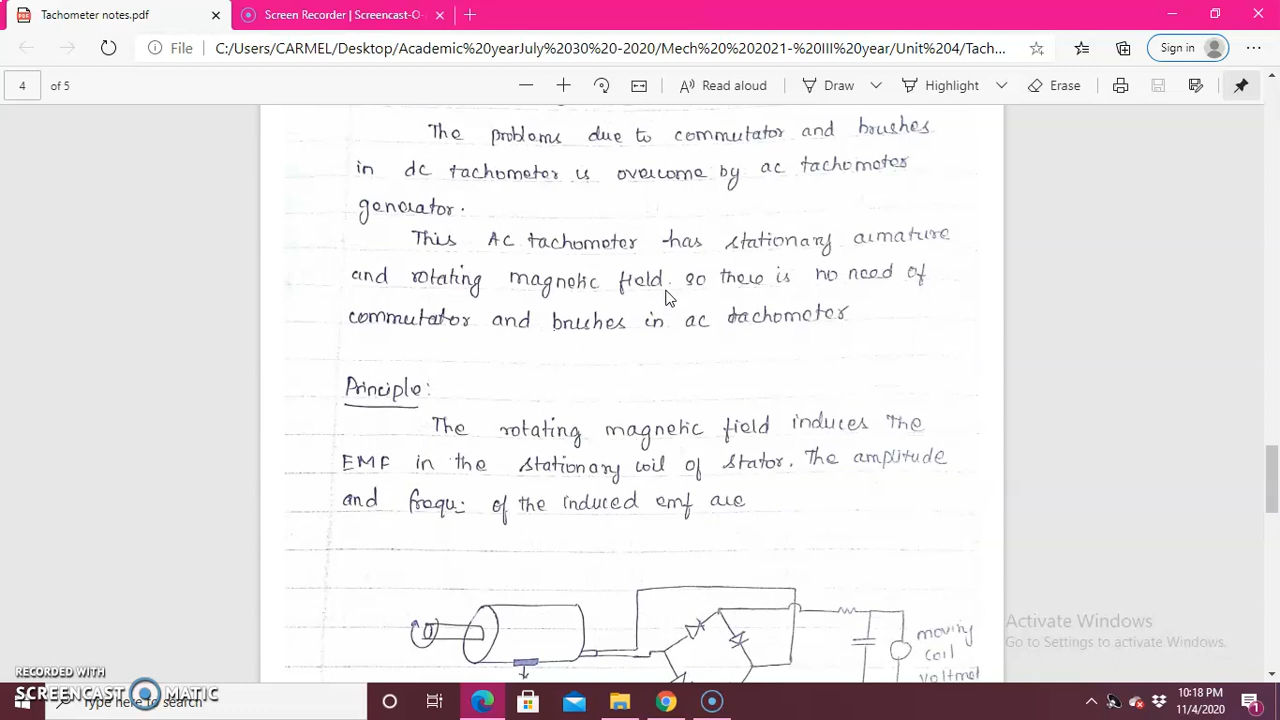 Tachometer notes.pdf
Screen Recorder | Screencast-O-
File
C:/Users/CARMEL/Desktop/Academic%20yearJuly%2030%20-2020/Mech%20%202021-%20III%20year/Unit%204/Tach...
Sign in
4 of 5
Read aloud
Draw
Highlight
Erase
The problems due to commutator and brushes
in dc tachometer is overcome by ac tachometer
generator.
This AC tachometer has stationary armature
and rotating magnetic field. so there is no need of
commutator and brushes in ac tachometer
Principle:
The rotating magnetic field induces the
EMF in the stationary coil of stator. The amplitude
and frequ: of the induced emf are
moving
coil
voltmet
Activate Windows
Go to Settings to activate Windows.
RECORDED WITH
SCREENCAST MATIC
Type here to search
10:18 PM
11/4/2020
1